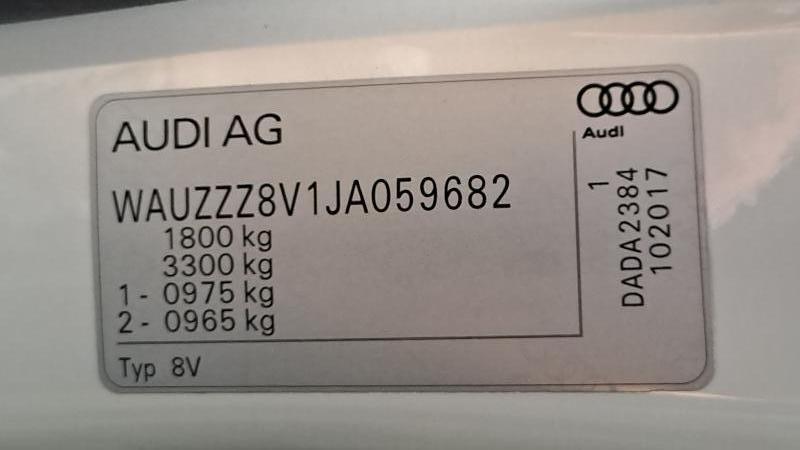 AUDI AG
Audi
WAUZZZ8V1JA059682
1800 kg
3300 kg
1 - 0975 kg
2 - 0965 kg
Typ 8V
1
DADA2384
102017